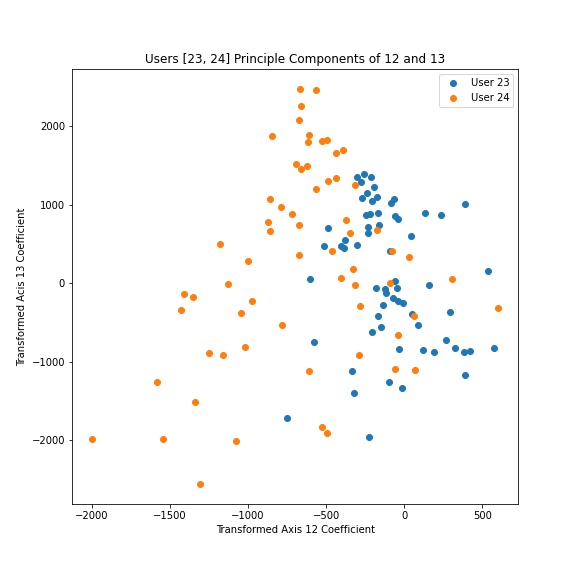 Users [23, 24] Principle Components of 12 and 13
User 23
User 24
2000
1000
0
−1000
−2000
Transformed Acis 13 Coefficient
−2000
−1500
−1000
−500
0
500
Transformed Axis 12 Coefficient